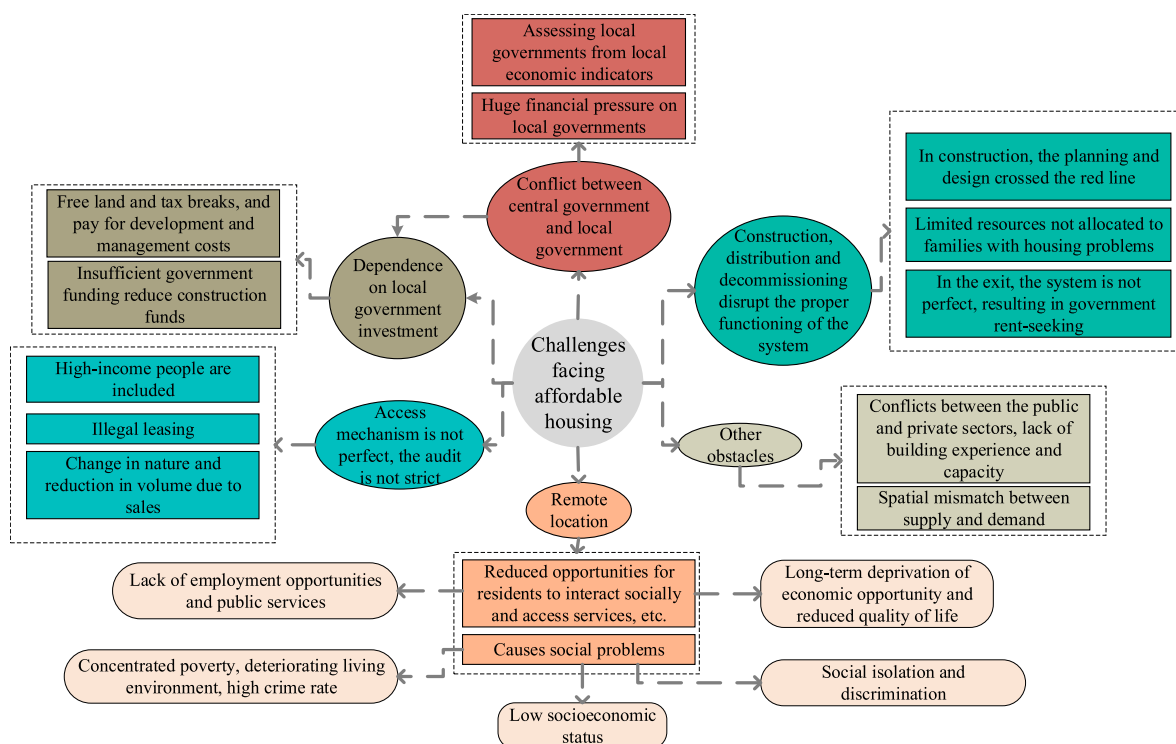 Assessing local
governments from local
economic indicators
Huge financial pressure on
local governments
Conflict between
central government
and local
government
In construction, the planning and
design crossed the red line
Limited resources not allocated to
families with housing problems
In the exit, the system is not
perfect, resulting in government
rent-seeking
Construction,
distribution and
decommissioning
disrupt the proper
functioning of the
system
Free land and tax breaks, and
pay for development and
management costs
Insufficient government
funding reduce construction
funds
Dependence
on local
government
investment
Challenges
facing
affordable
housing
High-income people are
included
Illegal leasing
Change in nature and
reduction in volume due to
sales
Access
mechanism is not
perfect, the audit
is not strict
Other
obstacles
Conflicts between the public
and private sectors, lack of
building experience and
capacity
Spatial mismatch between
supply and demand
Remote
location
Reduced opportunities for
residents to interact socially
and access services, etc.
Causes social problems
Lack of employment opportunities
and public services
Long-term deprivation of
economic opportunity and
reduced quality of life
Concentrated poverty, deteriorating living
environment, high crime rate
Social isolation and
discrimination
Low socioeconomic
status